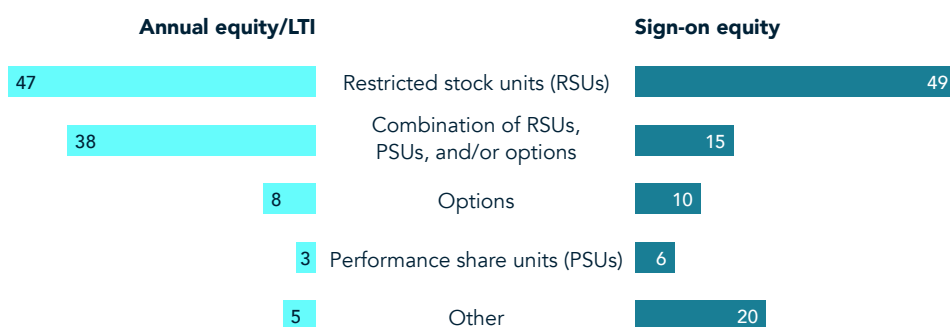 Annual equity/LTI
Sign-on equity
47
Restricted stock units (RSUs)
49
38
Combination of RSUs,
PSUs, and/or options
15
8
Options
10
3
Performance share units (PSUs)
6
5
Other
20